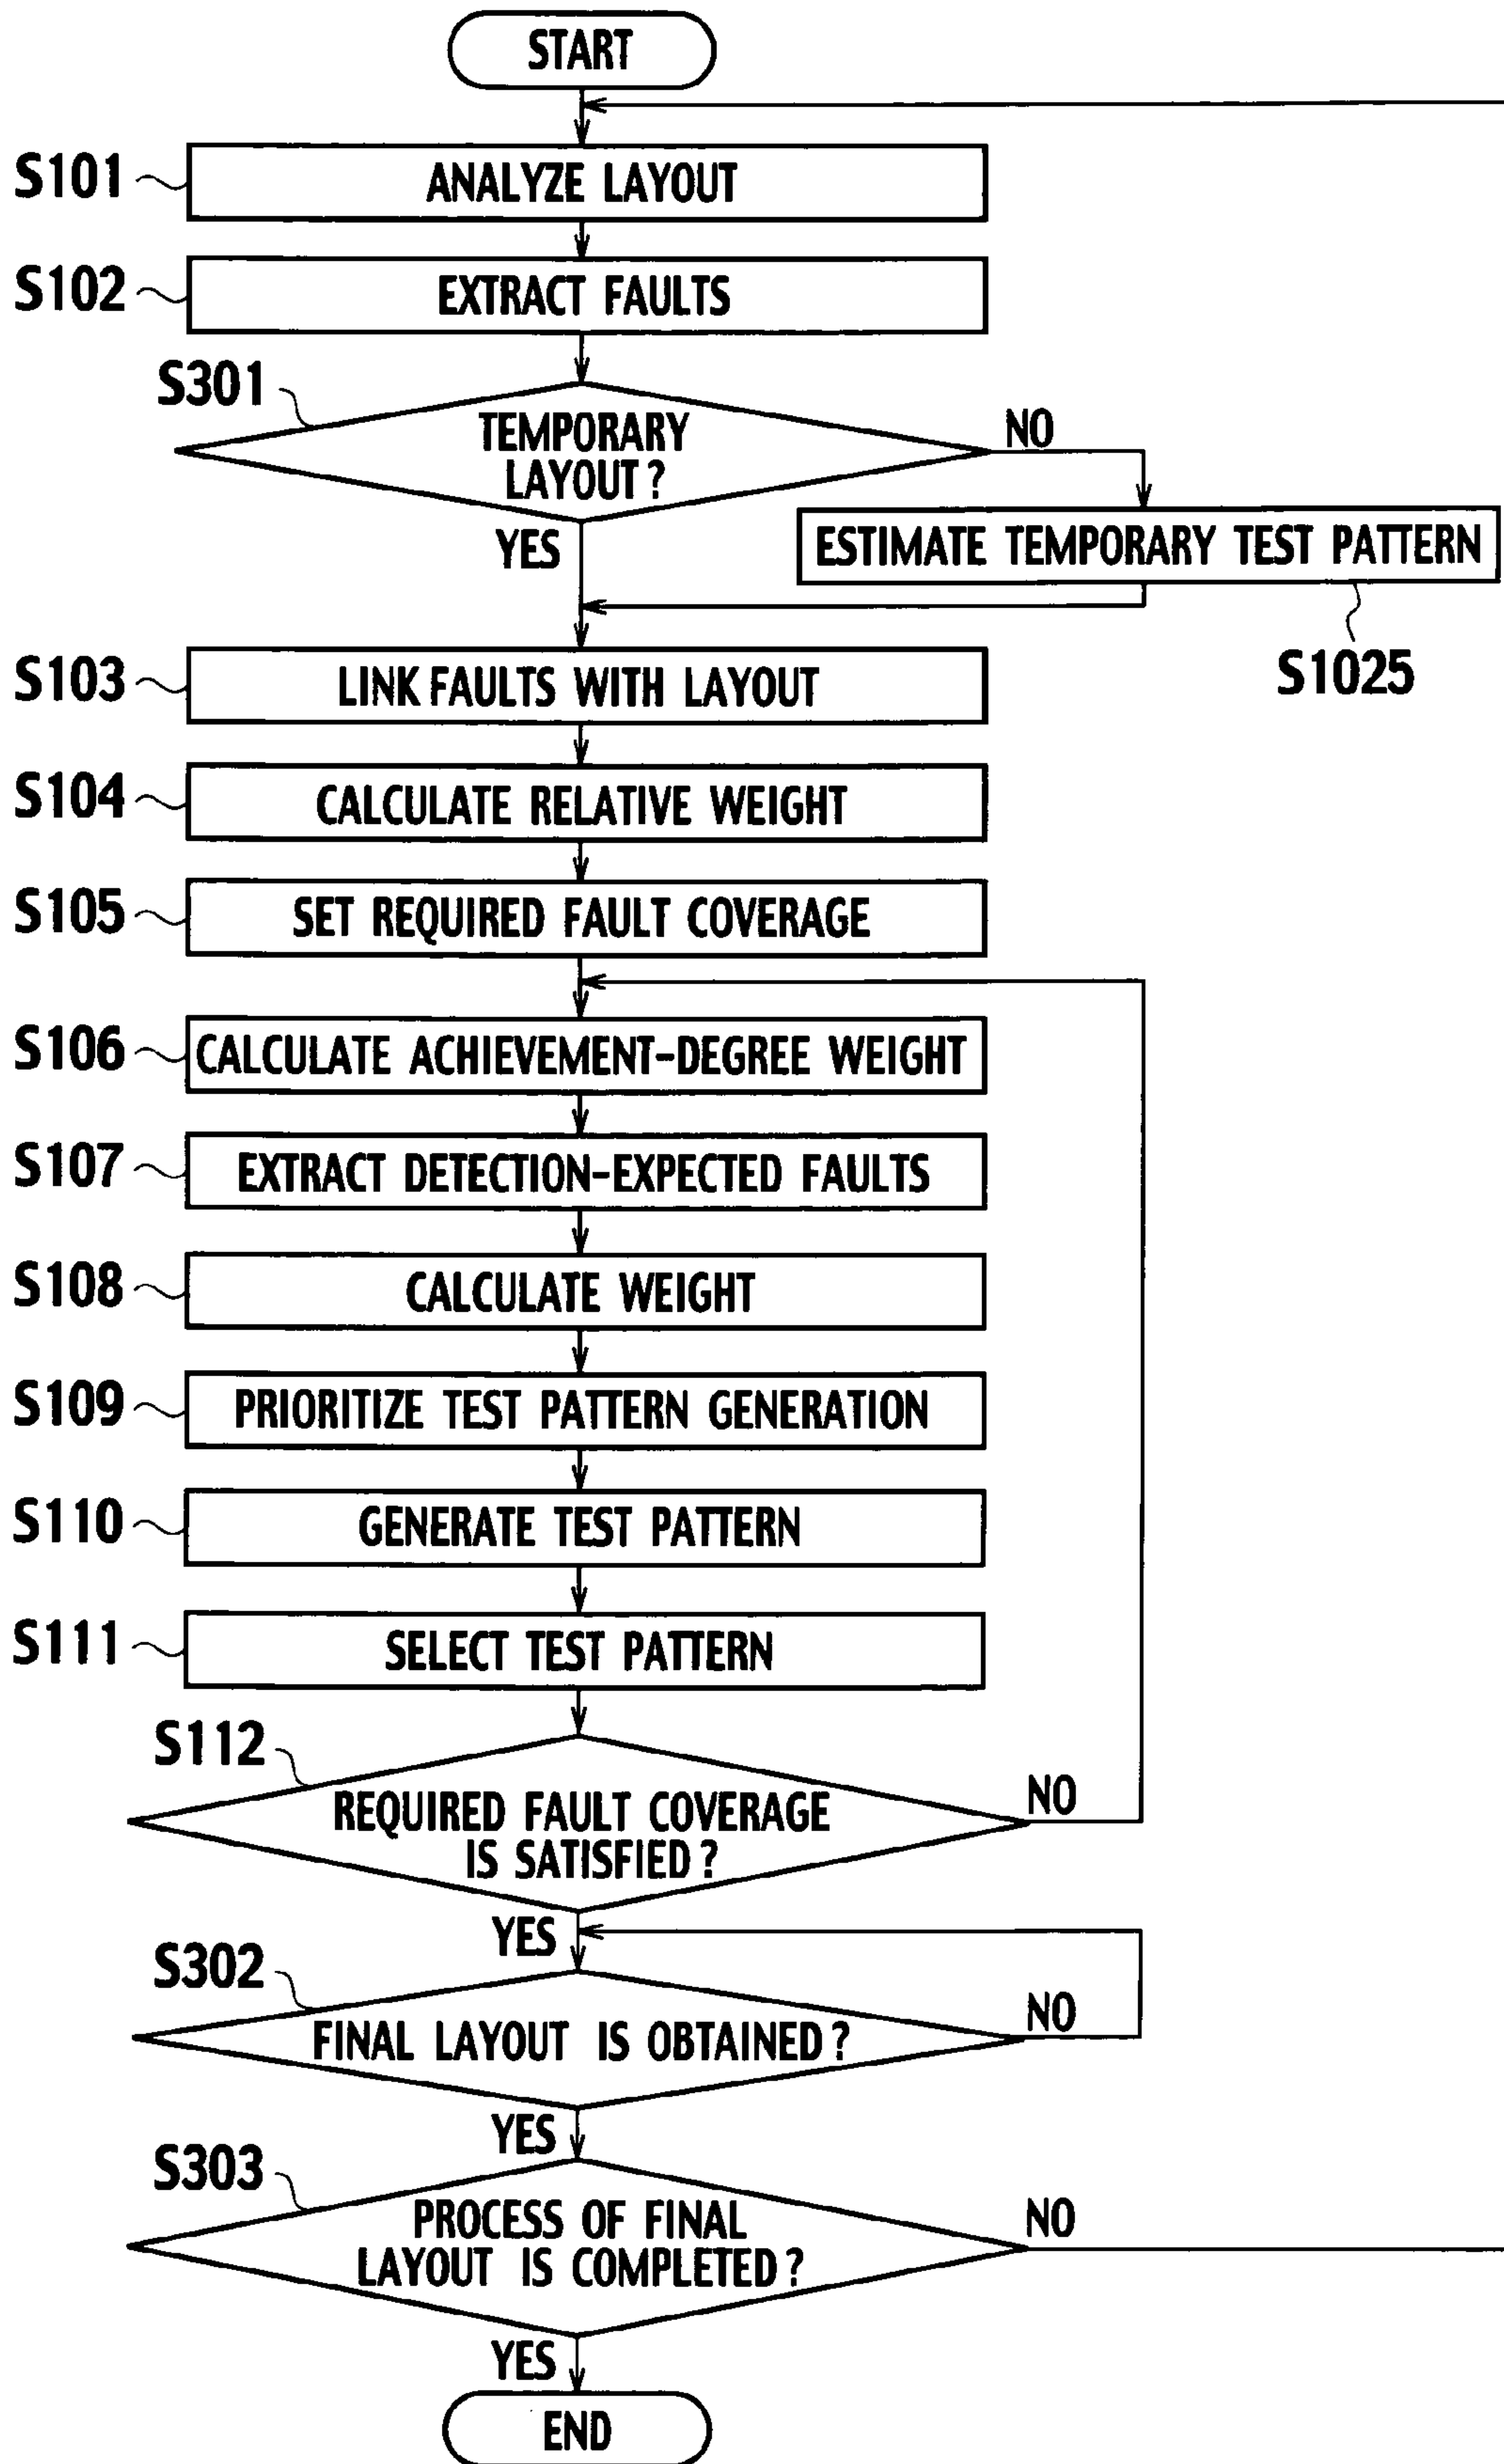 START
S101
ANALYZE LAYOUT
S102
EXTRACT FAULTS
S301
TEMPORARY
LAYOUT?
NO
YES
ESTIMATE TEMPORARY TEST PATTERN
S1025
S103
LINK FAULTS WITH LAYOUT
S104
CALCULATE RELATIVE WEIGHT
S105
SET REQUIRED FAULT COVERAGE
S106
CALCULATE ACHIEVEMENT-DEGREE WEIGHT
S107
EXTRACT DETECTION-EXPECTED FAULTS
S108
CALCULATE WEIGHT
S109
PRIORITIZE TEST PATTERN GENERATION
S110
GENERATE TEST PATTERN
S111
SELECT TEST PATTERN
S112
REQUIRED FAULT COVERAGE
IS SATISFIED?
NO
YES
S302
FINAL LAYOUT IS OBTAINED?
NO
YES
S303
PROCESS OF FINAL
LAYOUT IS COMPLETED?
NO
YES
END